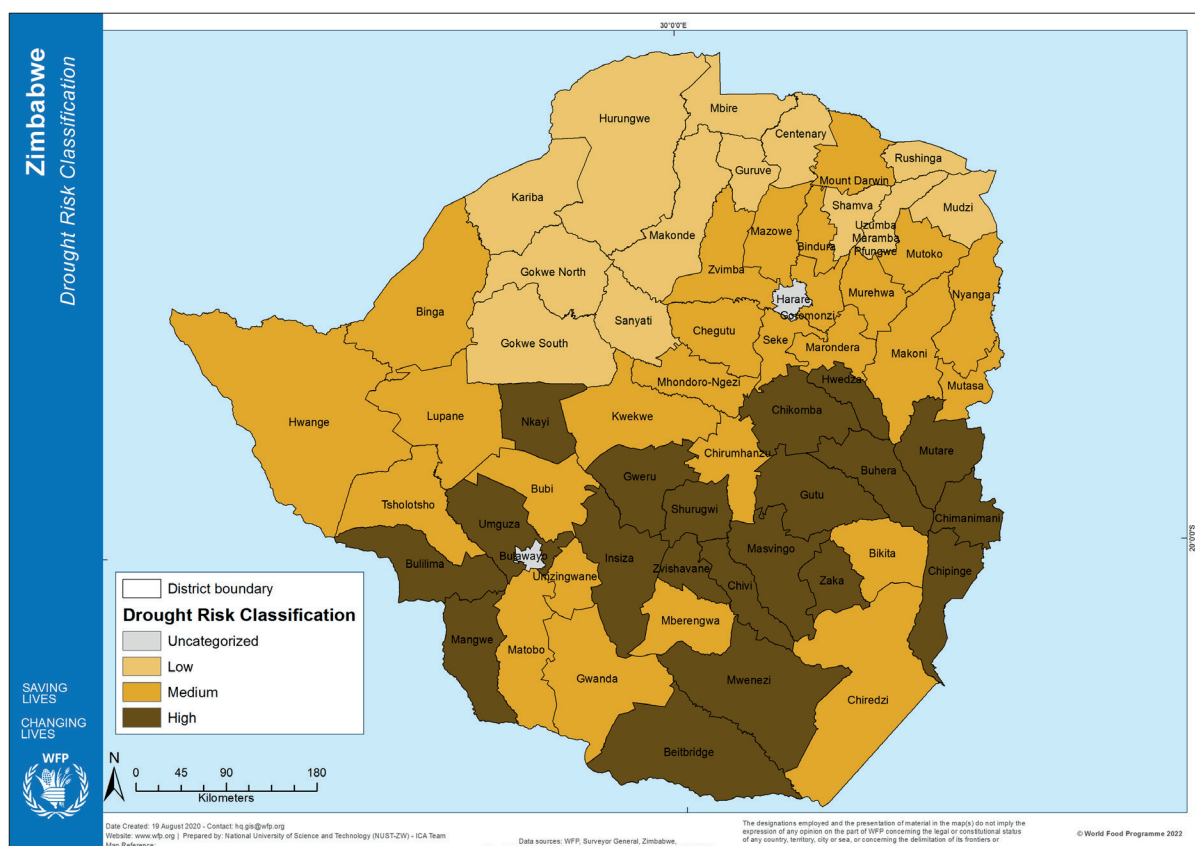 Zimbabwe
Drought Risk Classification
30°0'0"E
20°0'0"S
Hurungwe
Mbire
Centenary
Rushinga
Guruve
Mount Darwin
Kariba
Shamva
Mudzi
Uzumba
Maramba
Pfungwe
Makonde
Mazowe
Bindura
Mutoko
Zvimba
Gokwe North
Murehwa
Nyanga
Harare
Goromonzi
Binga
Sanyati
Chegutu
Gokwe South
Seke
Marondera
Makoni
Mhondoro-Ngezi
Hwedza
Mutasa
Chikomba
Hwange
Lupane
Nkayi
Kwekwe
Chirumhanzu
Mutare
Buhera
Gweru
Bubi
Gutu
Tsholotsho
Shurugwi
Umguza
Chimanimani
Masvingo
Bikita
Bulawayo
Insiza
Bulilima
Zvishavane
Chipinge
Umzingwane
Chivi
Zaka
Mberengwa
Mangwe
Matobo
Gwanda
Mwenezi
Chiredzi
Beitbridge
District boundary
Drought Risk Classification
Uncategorized
Low
Medium
High
N
0 45 90 180
Kilometers
SAVING
LIVES
CHANGING
LIVES
WFP
Date Created: 19 August 2020 - Contact: hq.gis@wfp.org
Website: www.wfp.org | Prepared by: National University of Science and Technology (NUST-ZW) - ICA Team
Map Reference:
Data sources: WFP, Surveyor General, Zimbabwe,
The designations employed and the presentation of material in the map(s) do not imply the
expression of any opinion on the part of WFP concerning the legal or constitutional status
of any country, territory, city or sea, or concerning the delimitation of its frontiers or
© World Food Programme 2022